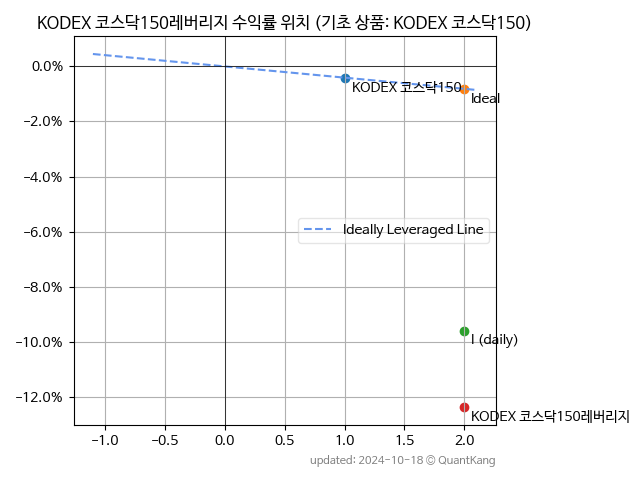 KODEX 코스닥150레버리지 수익률 위치 (기초 상품: KODEX 코스닥150)
0.0%
−2.0%
−4.0%
−6.0%
−8.0%
−10.0%
−12.0%
KODEX 코스닥150
Ideal
Ideally Leveraged Line
I (daily)
KODEX 코스닥150레버리지
−1.0 −0.5 0.0 0.5 1.0 1.5 2.0
updated: 2024-10-18 © QuantKang